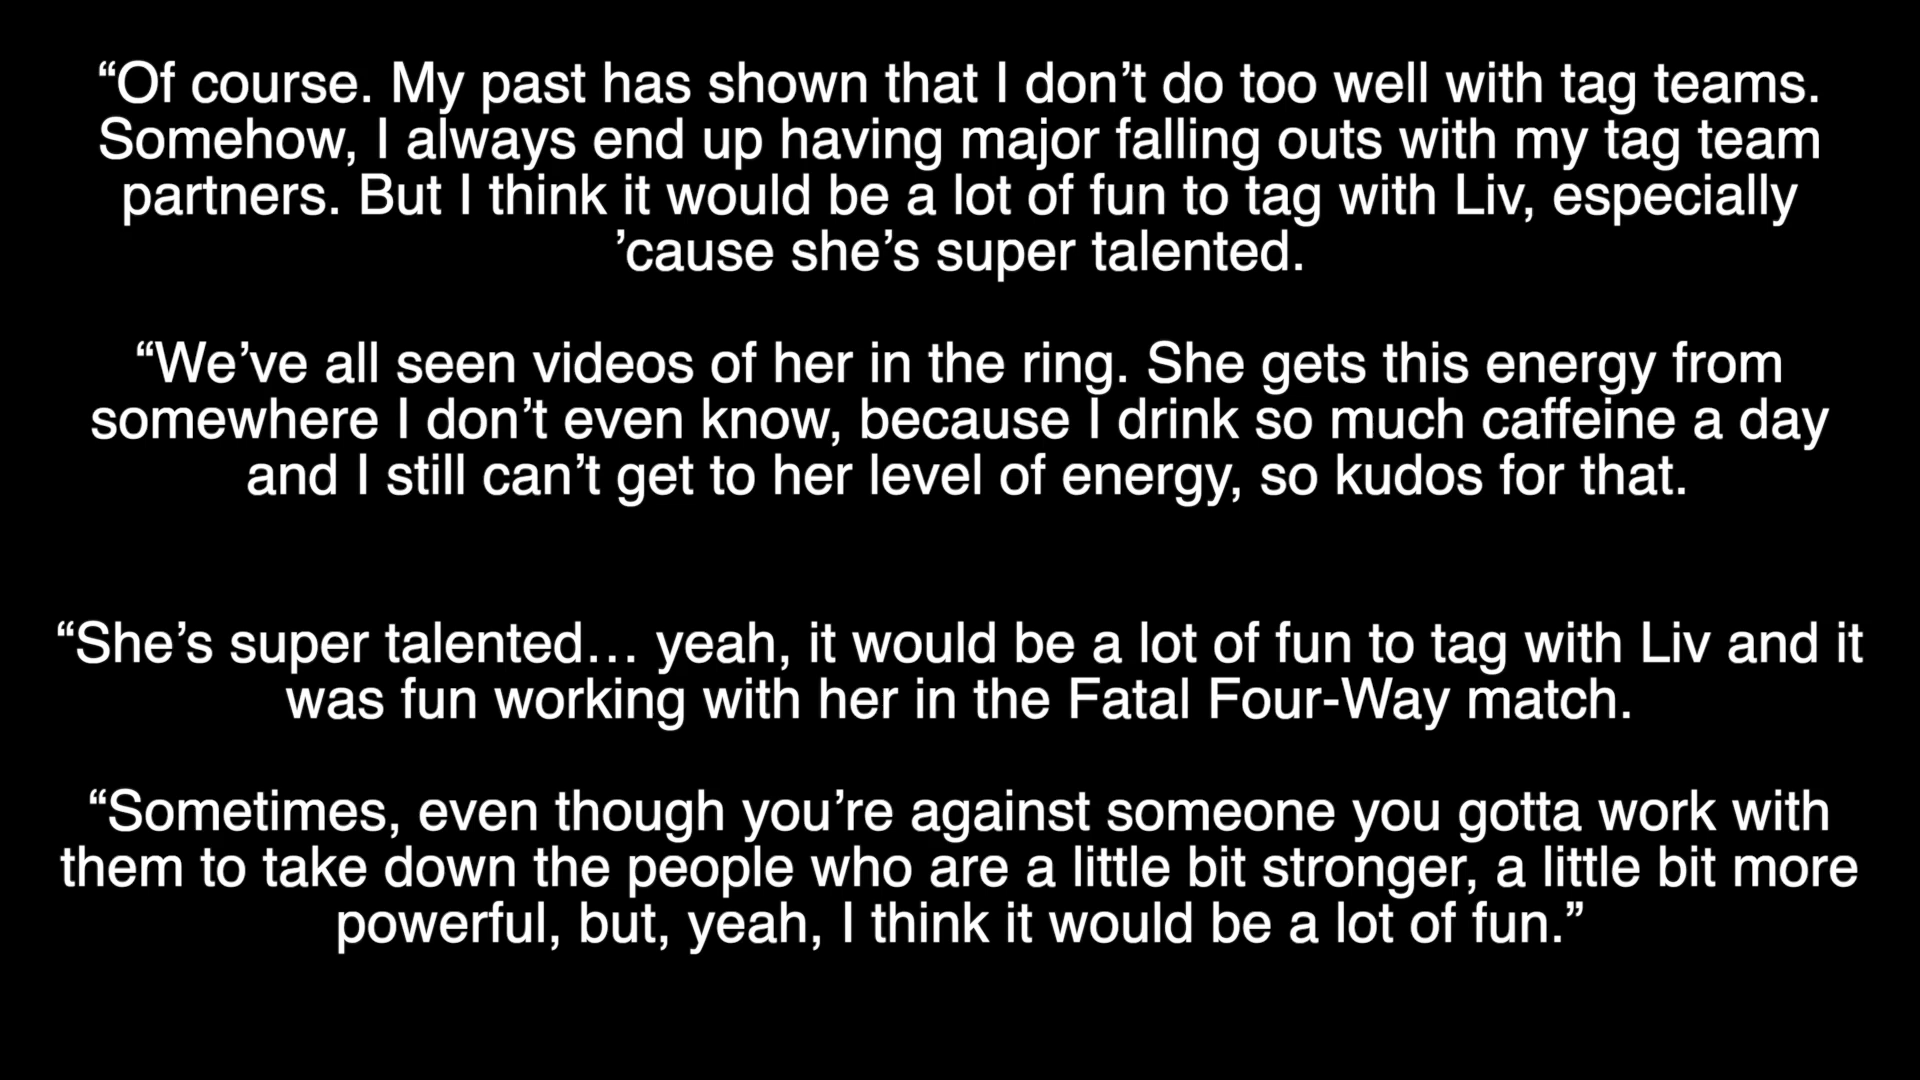 “Of course. My past has shown that I don’t do too well with tag teams.
Somehow, I always end up having major falling outs with my tag team
partners. But I think it would be a lot of fun to tag with Liv, especially
’cause she’s super talented.
“We’ve all seen videos of her in the ring. She gets this energy from
somewhere I don’t even know, because I drink so much caffeine a day
and I still can’t get to her level of energy, so kudos for that.
“She’s super talented… yeah, it would be a lot of fun to tag with Liv and it
was fun working with her in the Fatal Four-Way match.
“Sometimes, even though you’re against someone you gotta work with
them to take down the people who are a little bit stronger, a little bit more
powerful, but, yeah, I think it would be a lot of fun.”